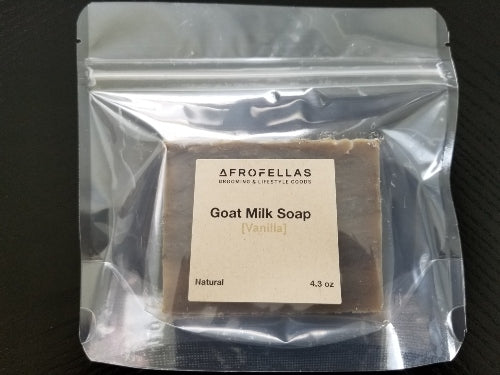 AFROFELLAS
GROOMING & LIFESTYLE GOODS
Goat Milk Soap
[Vanilla]
Natural 4.3 oz